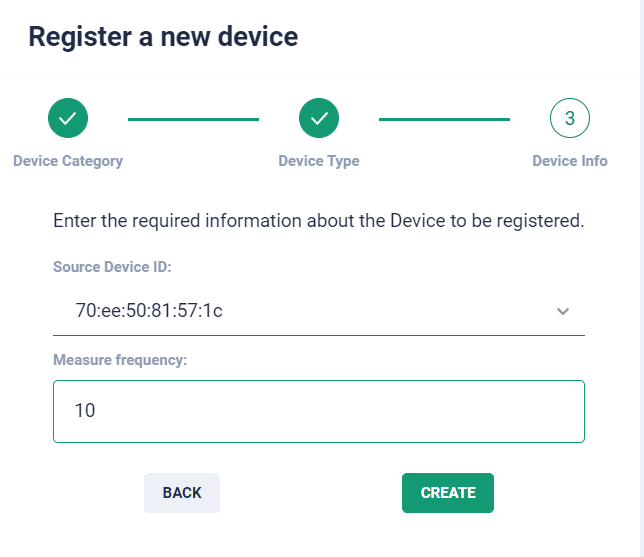 Register a new device
3
Device Category
Device Type
Device Info
Enter the required information about the Device to be registered.
Source Device ID:
70:ee:50:81:57:1c
Measure frequency:
10
BACK
CREATE